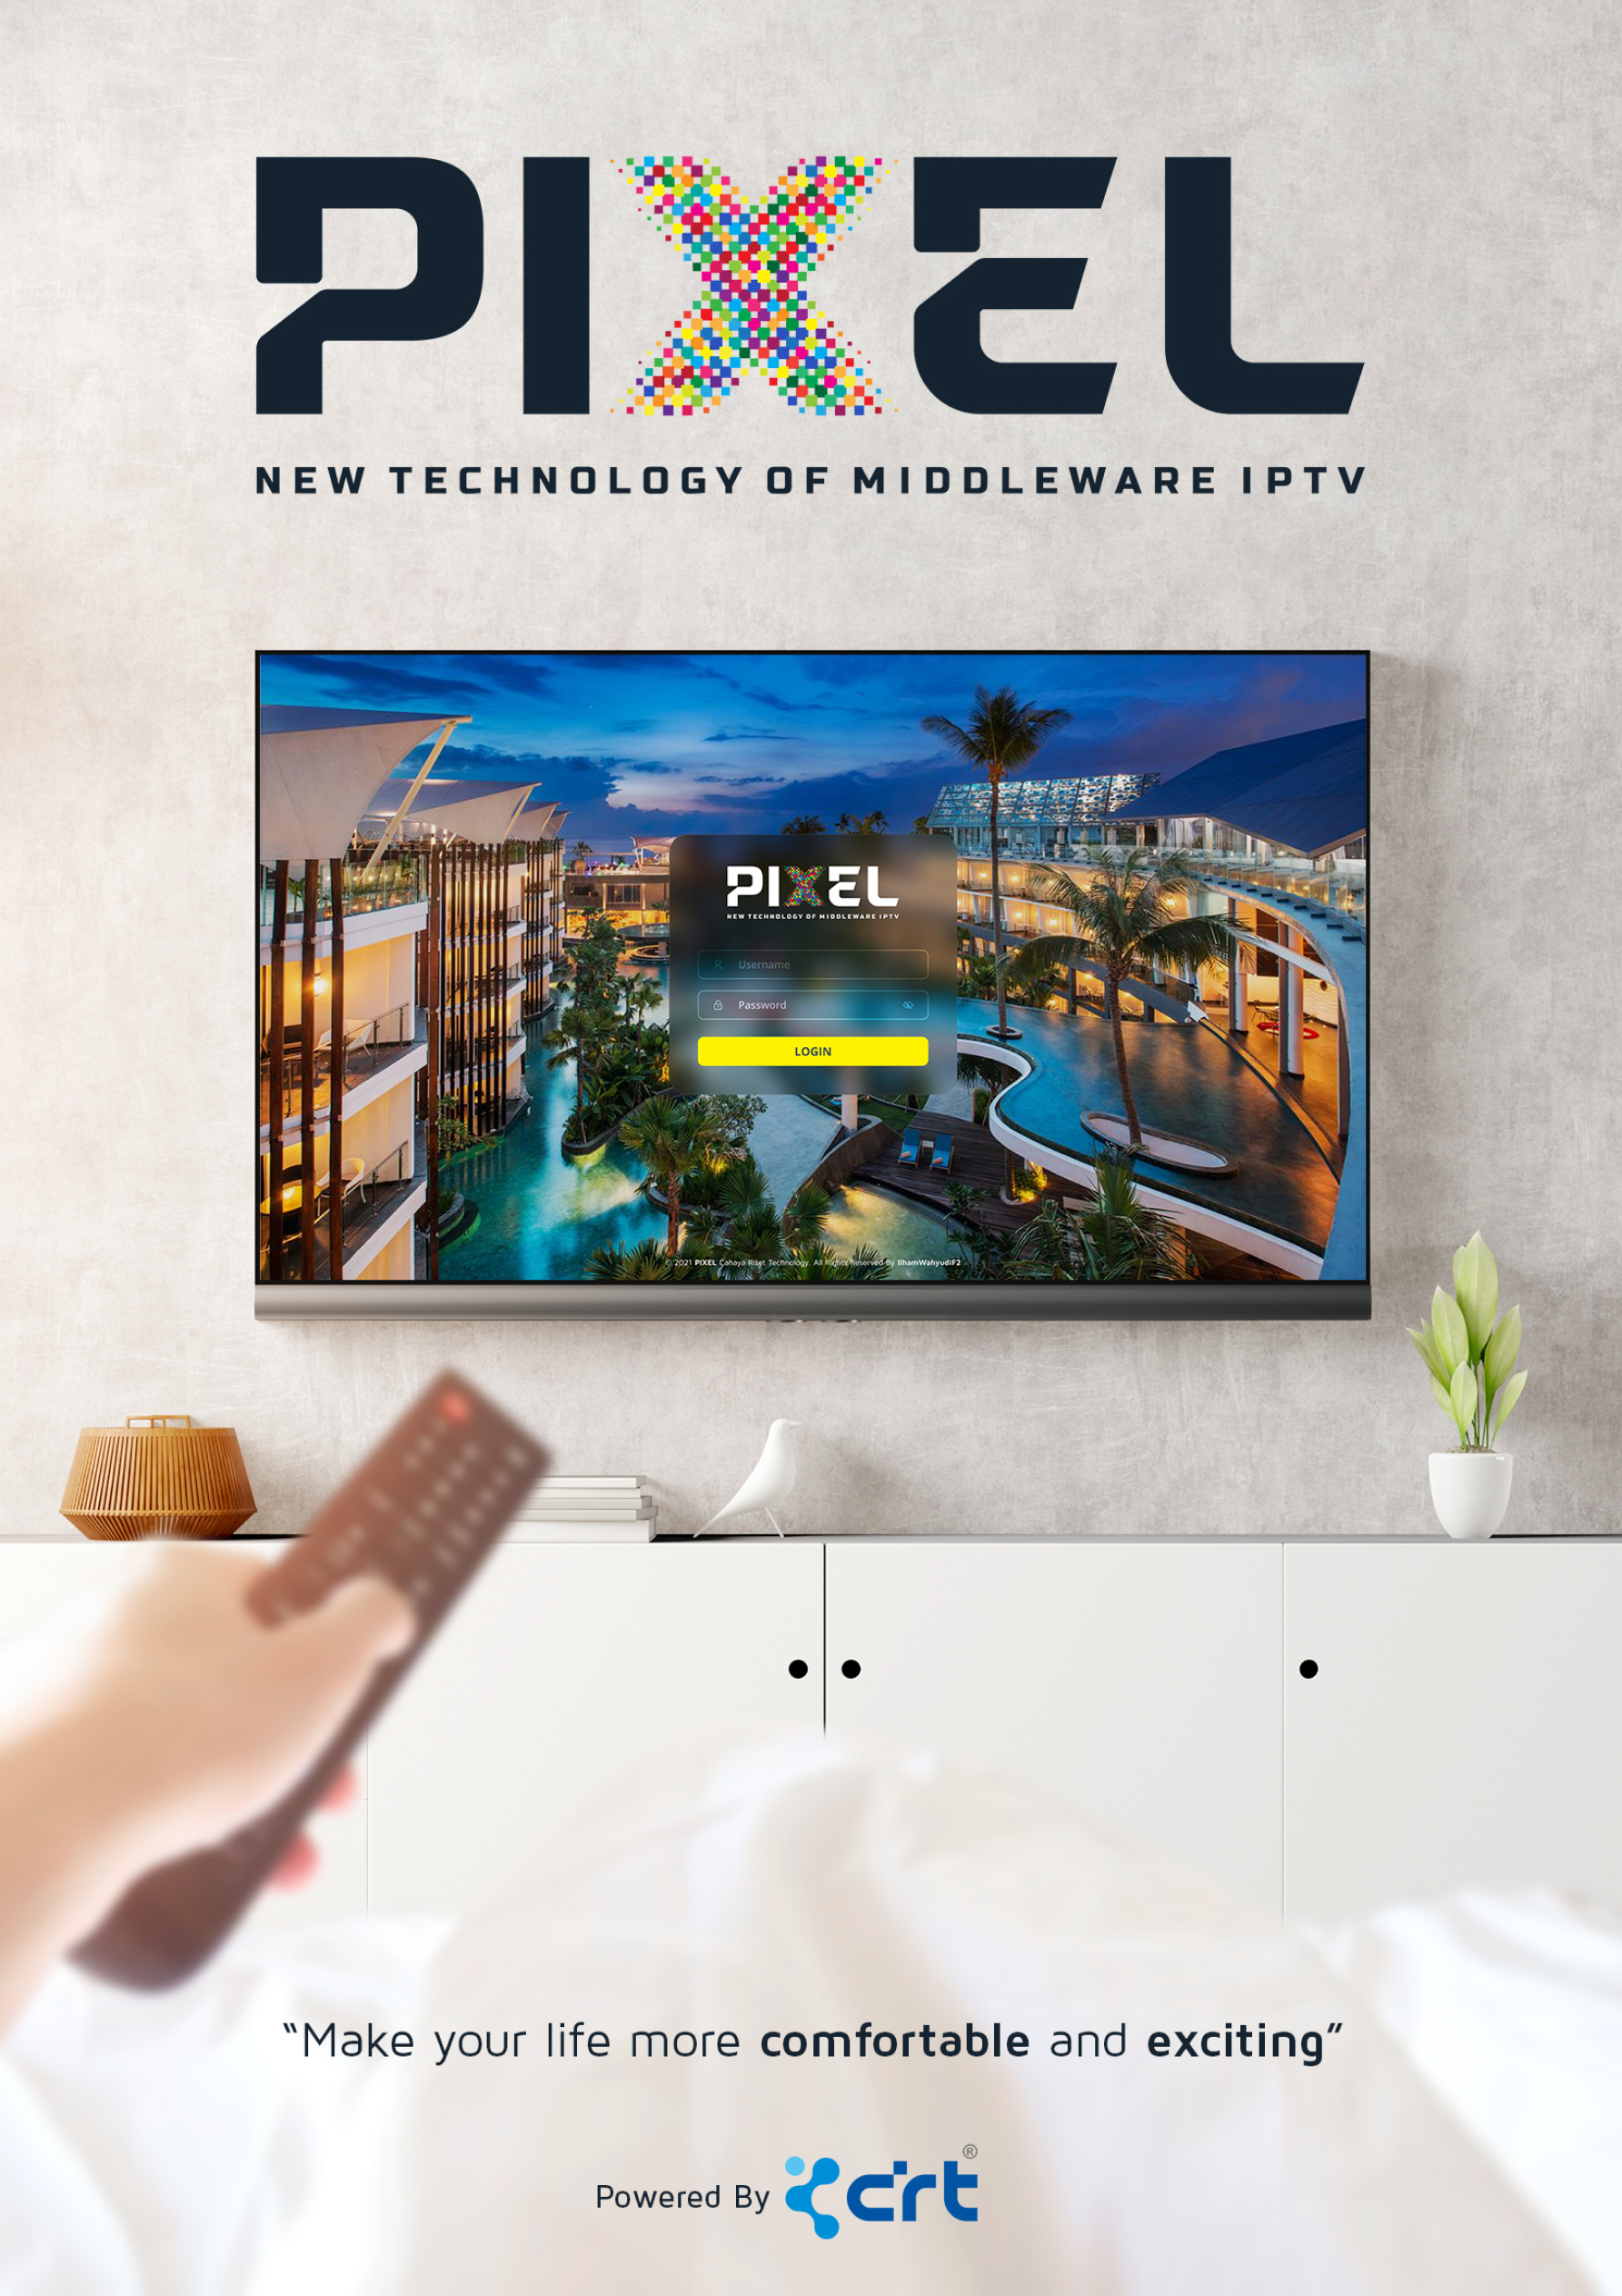 PIXEL
NEW TECHNOLOGY OF MIDDLEWARE IPTV
PIXEL
NEW TECHNOLOGY OF MIDDLEWARE IPTV
Username
Password
LOGIN
© 2021 PIXEL Cahaya Riset Technology. All Rights Reserved By IlhamWahyudiF2
“Make your life more comfortable and exciting”
Powered By crt®